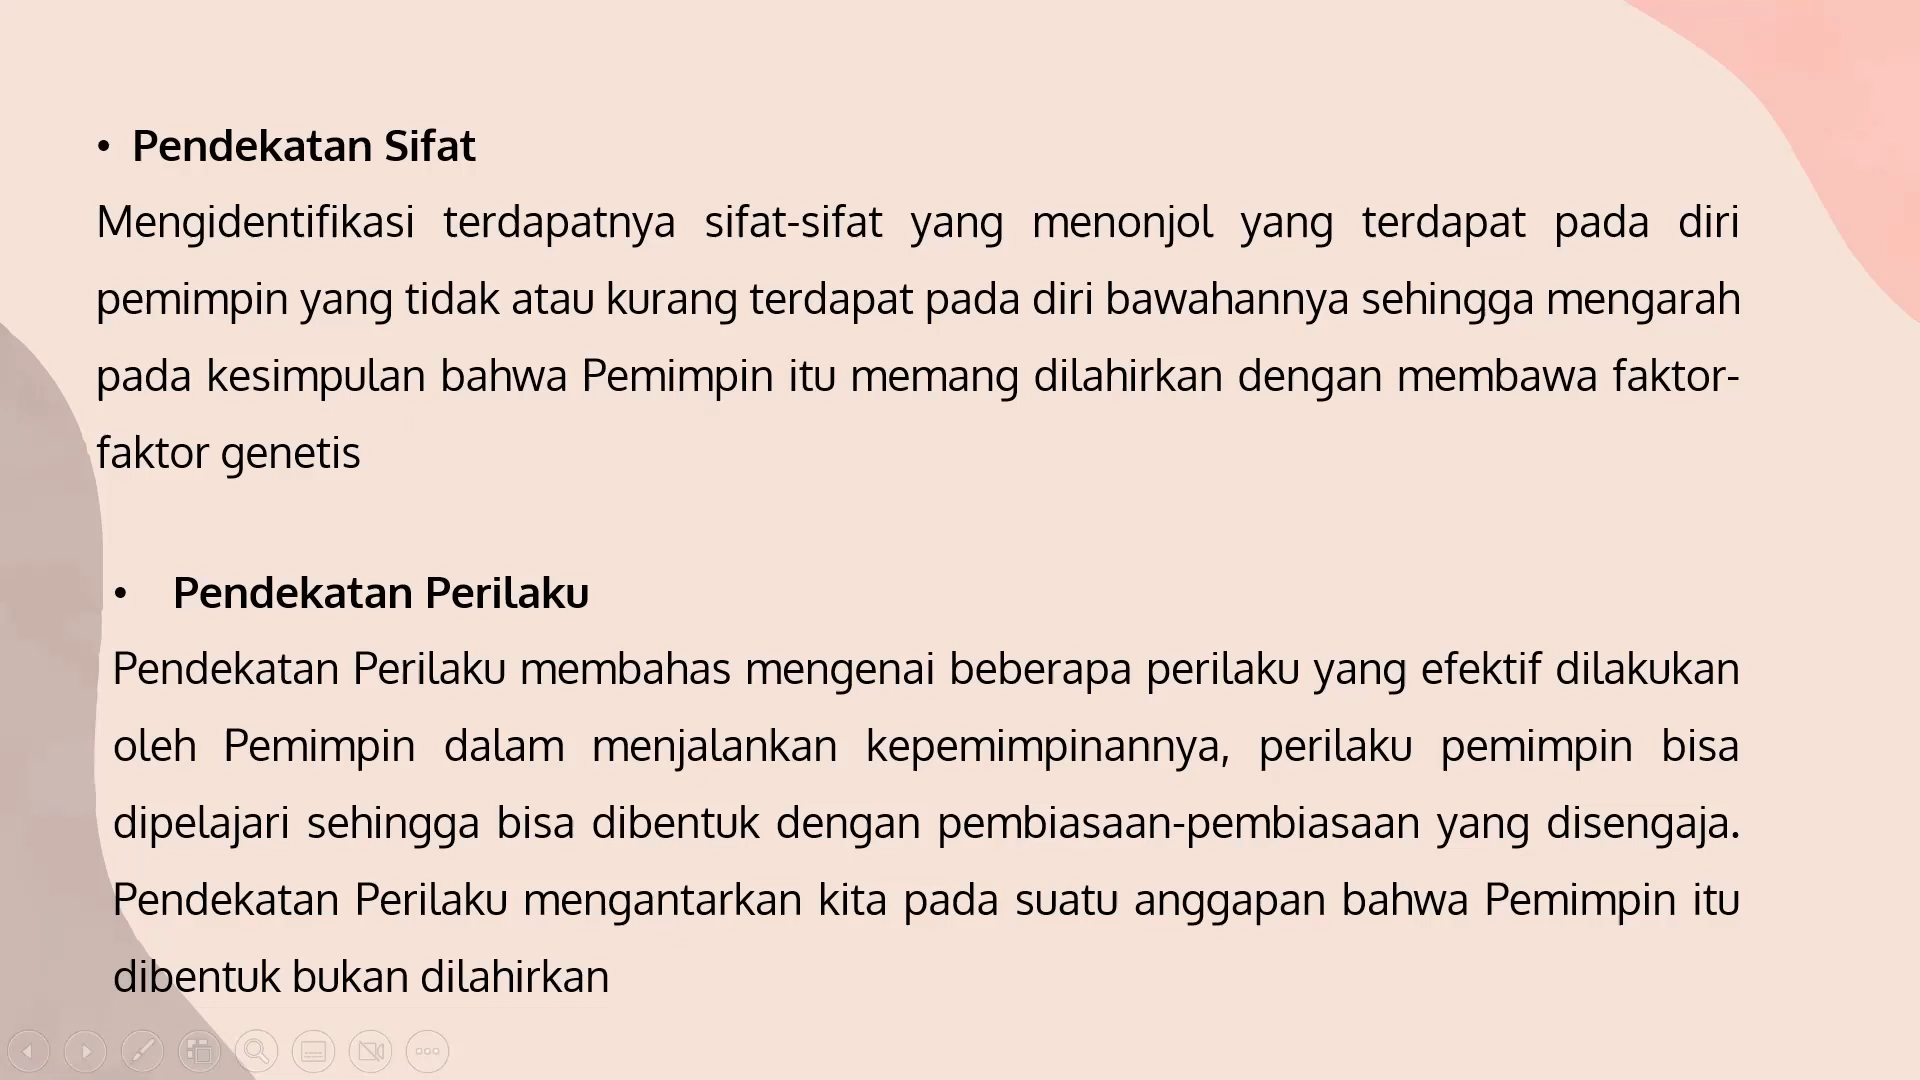 • Pendekatan Sifat
Mengidentifikasi terdapatnya sifat-sifat yang menonjol yang terdapat pada diri
pemimpin yang tidak atau kurang terdapat pada diri bawahannya sehingga mengarah
pada kesimpulan bahwa Pemimpin itu memang dilahirkan dengan membawa faktor-
faktor genetis
• Pendekatan Perilaku
Pendekatan Perilaku membahas mengenai beberapa perilaku yang efektif dilakukan
oleh Pemimpin dalam menjalankan kepemimpinannya, perilaku pemimpin bisa
dipelajari sehingga bisa dibentuk dengan pembiasaan-pembiasaan yang disengaja.
Pendekatan Perilaku mengantarkan kita pada suatu anggapan bahwa Pemimpin itu
dibentuk bukan dilahirkan